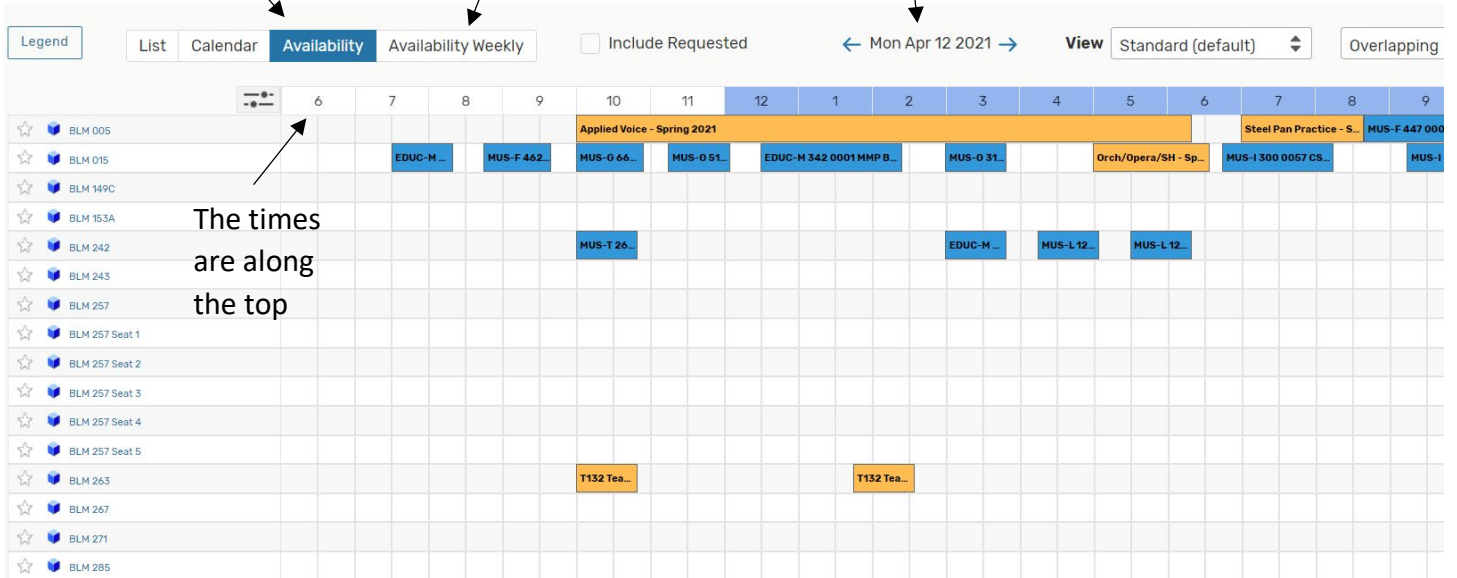 Legend List Calendar Availability Availability Weekly Include Requested ← Mon Apr 12 2021 → View Standard (default) Overlapping
6 7 8 9 10 11 12 1 2 3 4 5 6 7 8 9
BLM 005 Applied Voice - Spring 2021 Steel Pan Practice - S... MUS-F 447 000
BLM 015 EDUC-M ... MUS-F 462... MUS-G 66... MUS-O 51... EDUC-M 342 0001 MMP B... MUS-O 31... Orch/Opera/SH - Sp... MUS-I 300 0057 CS... MUS-I
BLM 149C
BLM 153A
The times
are along
the top
BLM 242 MUS-T 26... EDUC-M ... MUS-L 12... MUS-L 12...
BLM 243
BLM 257
BLM 257 Seat 1
BLM 257 Seat 2
BLM 257 Seat 3
BLM 257 Seat 4
BLM 257 Seat 5
BLM 263 T132 Tea... T132 Tea...
BLM 267
BLM 271
BLM 285